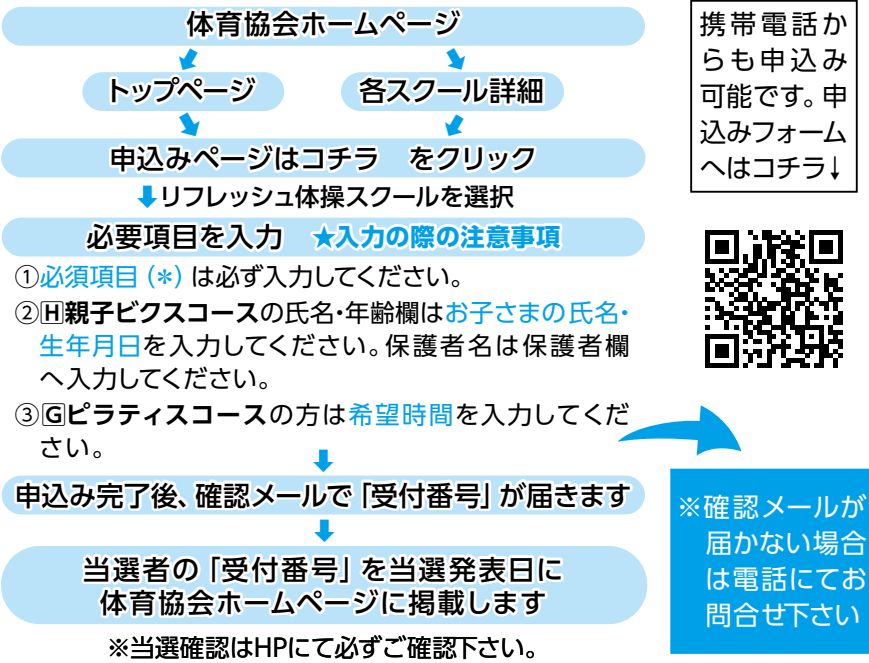 体育協会ホームページ
トップページ
各スクール詳細
申込みページはコチラ　をクリック
リフレッシュ体操スクールを選択
必要項目を入力　★入力の際の注意事項
①必須項目（＊）は必ず入力してください。
②Ⓗ親子ビクスコースの氏名・年齢欄はお子さまの氏名・
生年月日を入力してください。保護者名は保護者欄
へ入力してください。
③Ⓖピラティスコースの方は希望時間を入力してくだ
さい。
申込み完了後、確認メールで「受付番号」が届きます
当選者の「受付番号」を当選発表日に
体育協会ホームページに掲載します
※当選確認はHPにて必ずご確認下さい。
携帯電話か
らも申込み
可能です。申
込みフォーム
へはコチラ↓
※確認メールが
届かない場合
は電話にてお
問合せ下さい